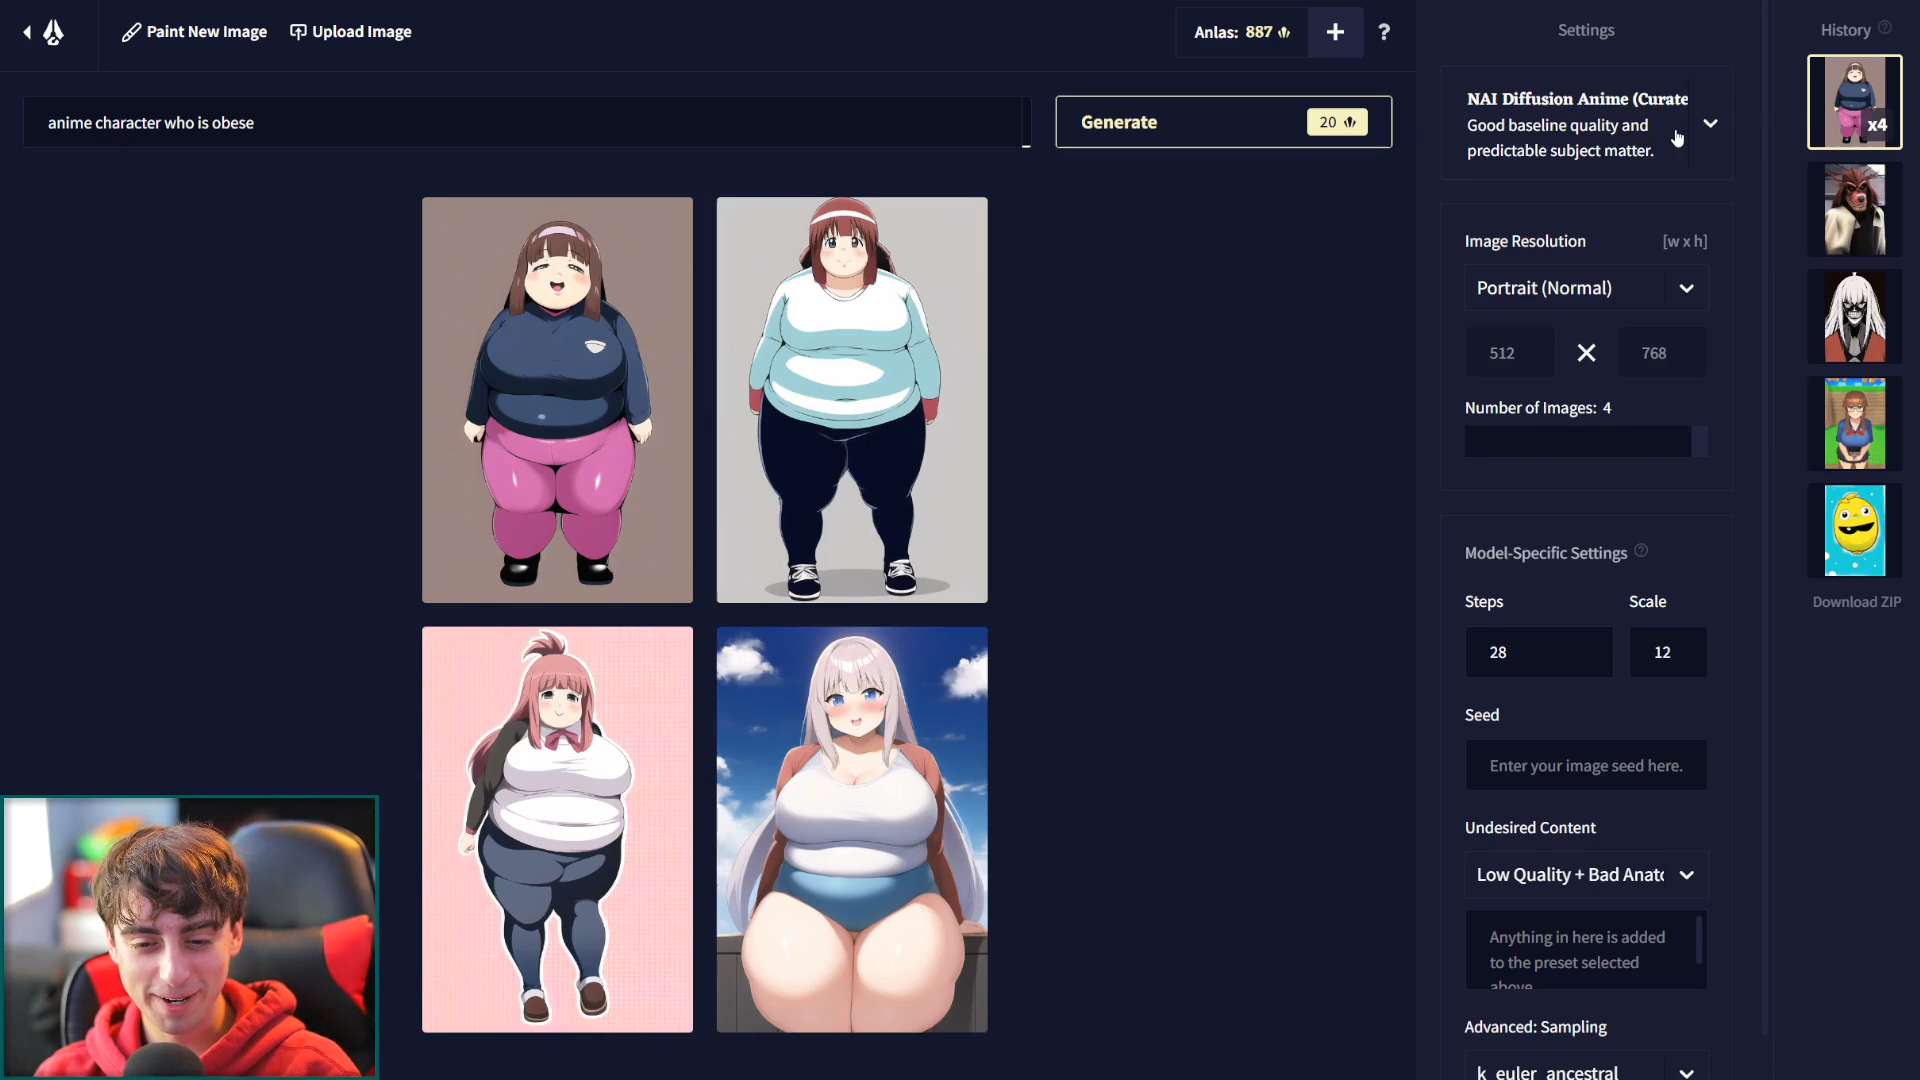 Paint New Image
Upload Image
Anlas: 887
?
Settings
History
anime character who is obese
Generate
20
NAI Diffusion Anime (Curate
Good baseline quality and
predictable subject matter.
x4
Image Resolution
[w x h]
Portrait (Normal)
512
768
Number of Images: 4
Model-Specific Settings
Steps
Scale
28
12
Seed
Enter your image seed here.
Undesired Content
Low Quality + Bad Anato
Anything in here is added
to the preset selected
above.
Advanced: Sampling
k_euler_ancestral
Download ZIP